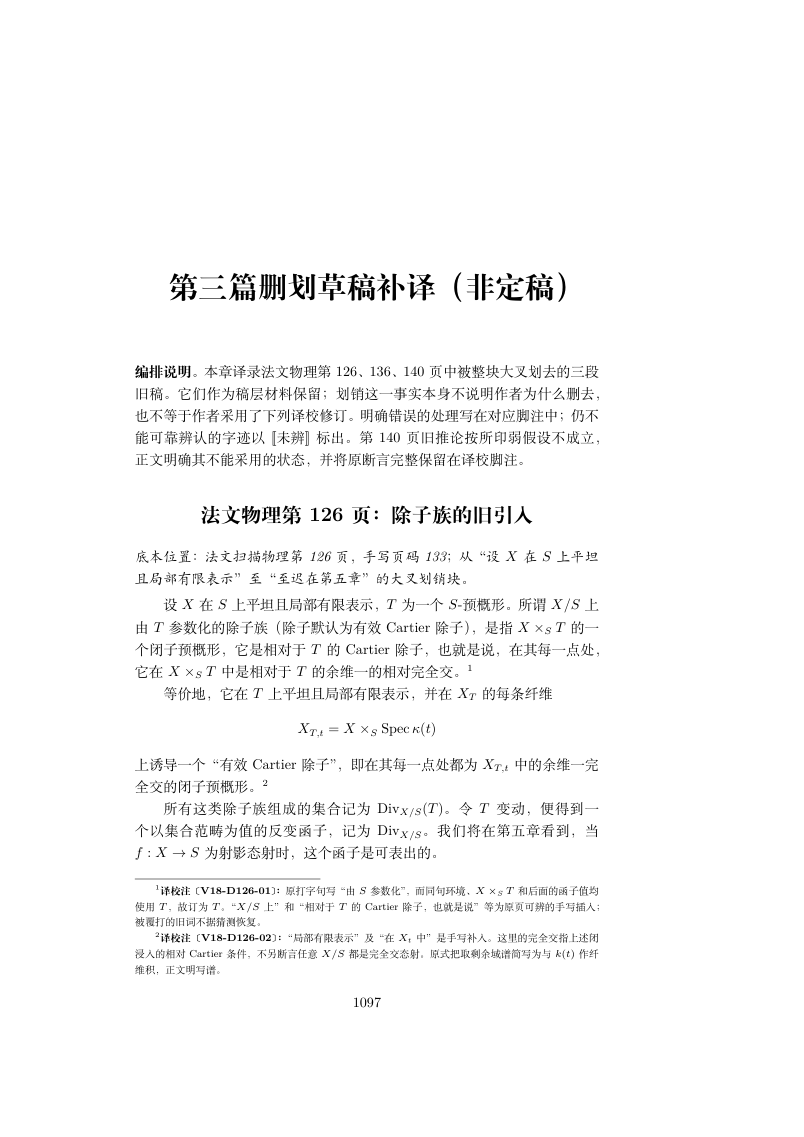 第三篇删划草稿补译（非定稿）
编排说明。本章译录法文物理第 126、136、140 页中被整块大叉划去的三段
旧稿。它们作为稿层材料保留；划销这一事实本身不说明作者为什么删去，
也不等于作者采用了下列译校修订。明确错误的处理写在对应脚注中；仍不
能可靠辨认的字迹以〚未辨〛标出。第 140 页旧推论按所印弱假设不成立，
正文明确其不能采用的状态，并将原断言完整保留在译校脚注。
法文物理第 126 页：除子族的旧引入
底本位置：法文扫描物理第 126 页，手写页码 133；从“设 X 在 S 上平坦
且局部有限表示”至“至迟在第五章”的大叉划销块。
设 X 在 S 上平坦且局部有限表示，T 为一个 S-预概形。所谓 X/S 上
由 T 参数化的除子族（除子默认为有效 Cartier 除子），是指 X ×_S T 的一
个闭子预概形，它是相对于 T 的 Cartier 除子，也就是说，在其每一点处，
它在 X ×_S T 中是相对于 T 的余维一的相对完全交。¹
等价地，它在 T 上平坦且局部有限表示，并在 X_T 的每条纤维
X_{T,t} = X ×_S Spec κ(t)
上诱导一个“有效 Cartier 除子”，即在其每一点处都为 X_{T,t} 中的余维一完
全交的闭子预概形。²
所有这类除子族组成的集合记为 Div_{X/S}(T)。令 T 变动，便得到一
个以集合范畴为值的反变函子，记为 Div_{X/S}。我们将在第五章看到，当
f : X → S 为射影态射时，这个函子是可表出的。
¹译校注〔V18-D126-01〕：原打字句写“由 S 参数化”，而同句环境、X ×_S T 和后面的函子值均
使用 T，故订为 T。“X/S 上”和“相对于 T 的 Cartier 除子，也就是说”等为原页可辨的手写插入；
被覆打的旧词不据猜测恢复。
²译校注〔V18-D126-02〕：“局部有限表示”及“在 X_t 中”是手写补入。这里的完全交指上述闭
浸入的相对 Cartier 条件，不另断言任意 X/S 都是完全交态射。原式把取剩余域谱简写为与 k(t) 作纤
维积，正文明写谱。
1097